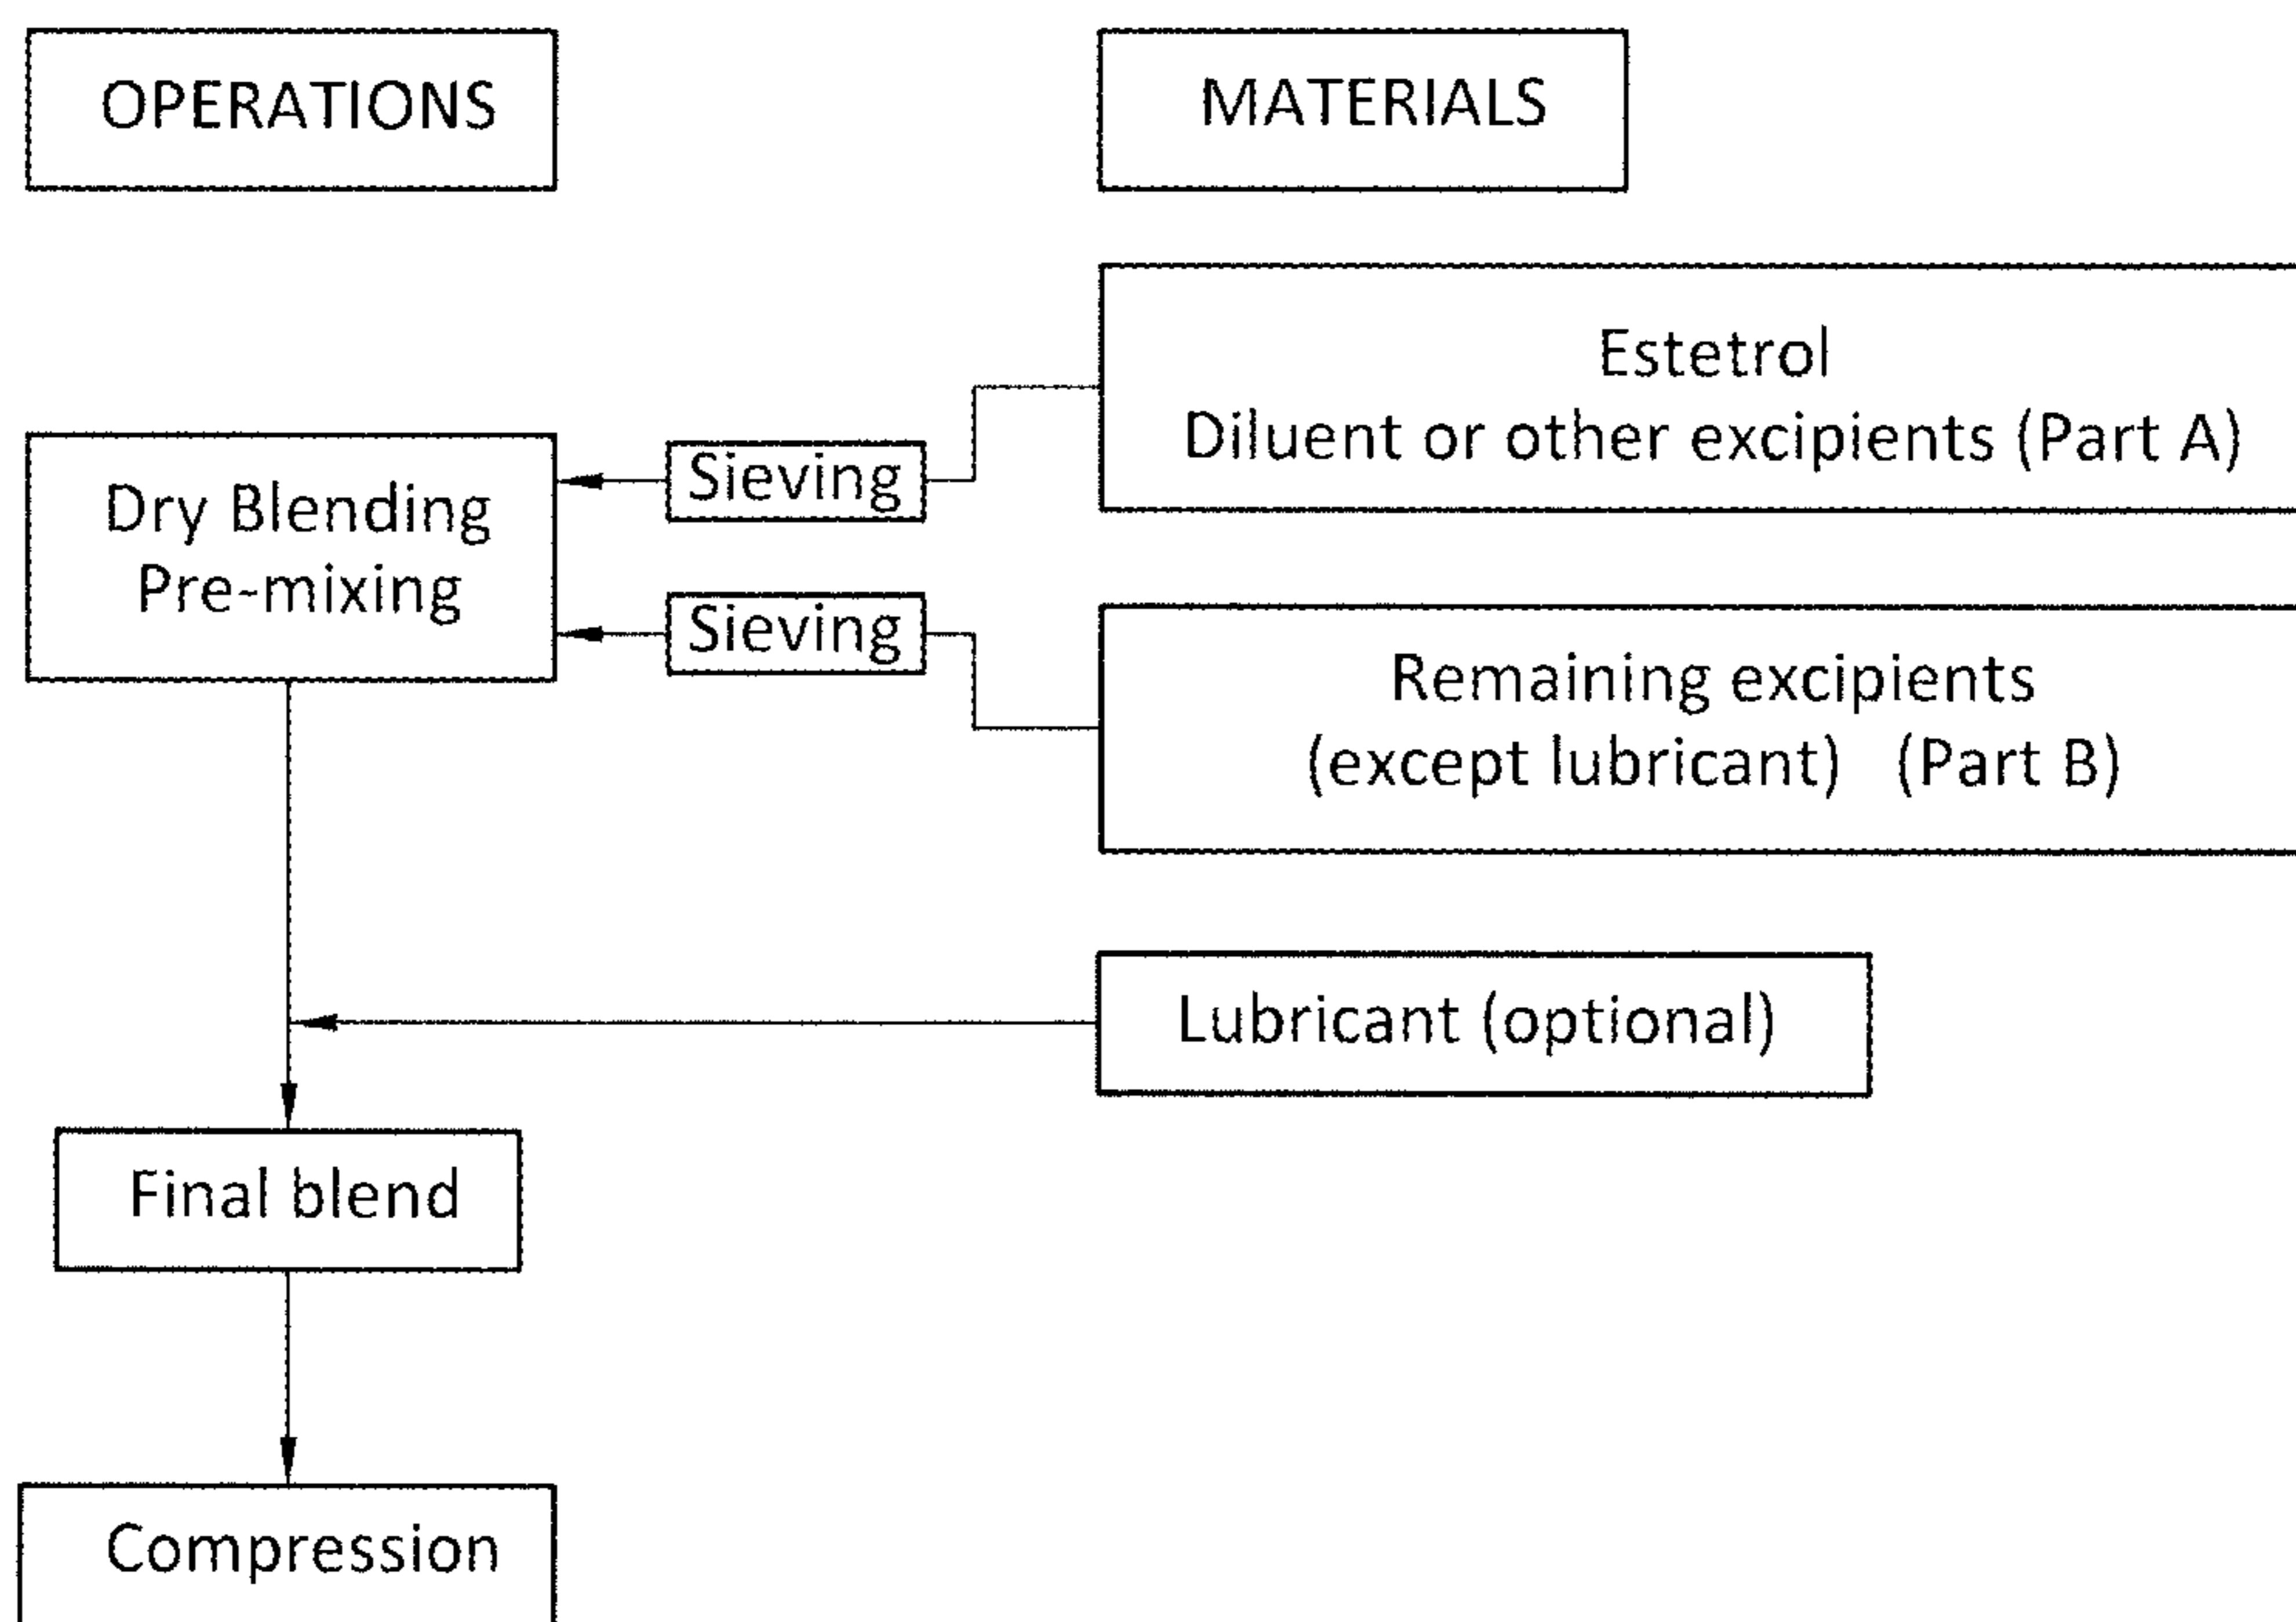 OPERATIONS
MATERIALS
Estetrol
Diluent or other excipients (Part A)
Sieving
Dry Blending
Pre-mixing
Sieving
Remaining excipients
(except lubricant) (Part B)
Lubricant (optional)
Final blend
Compression